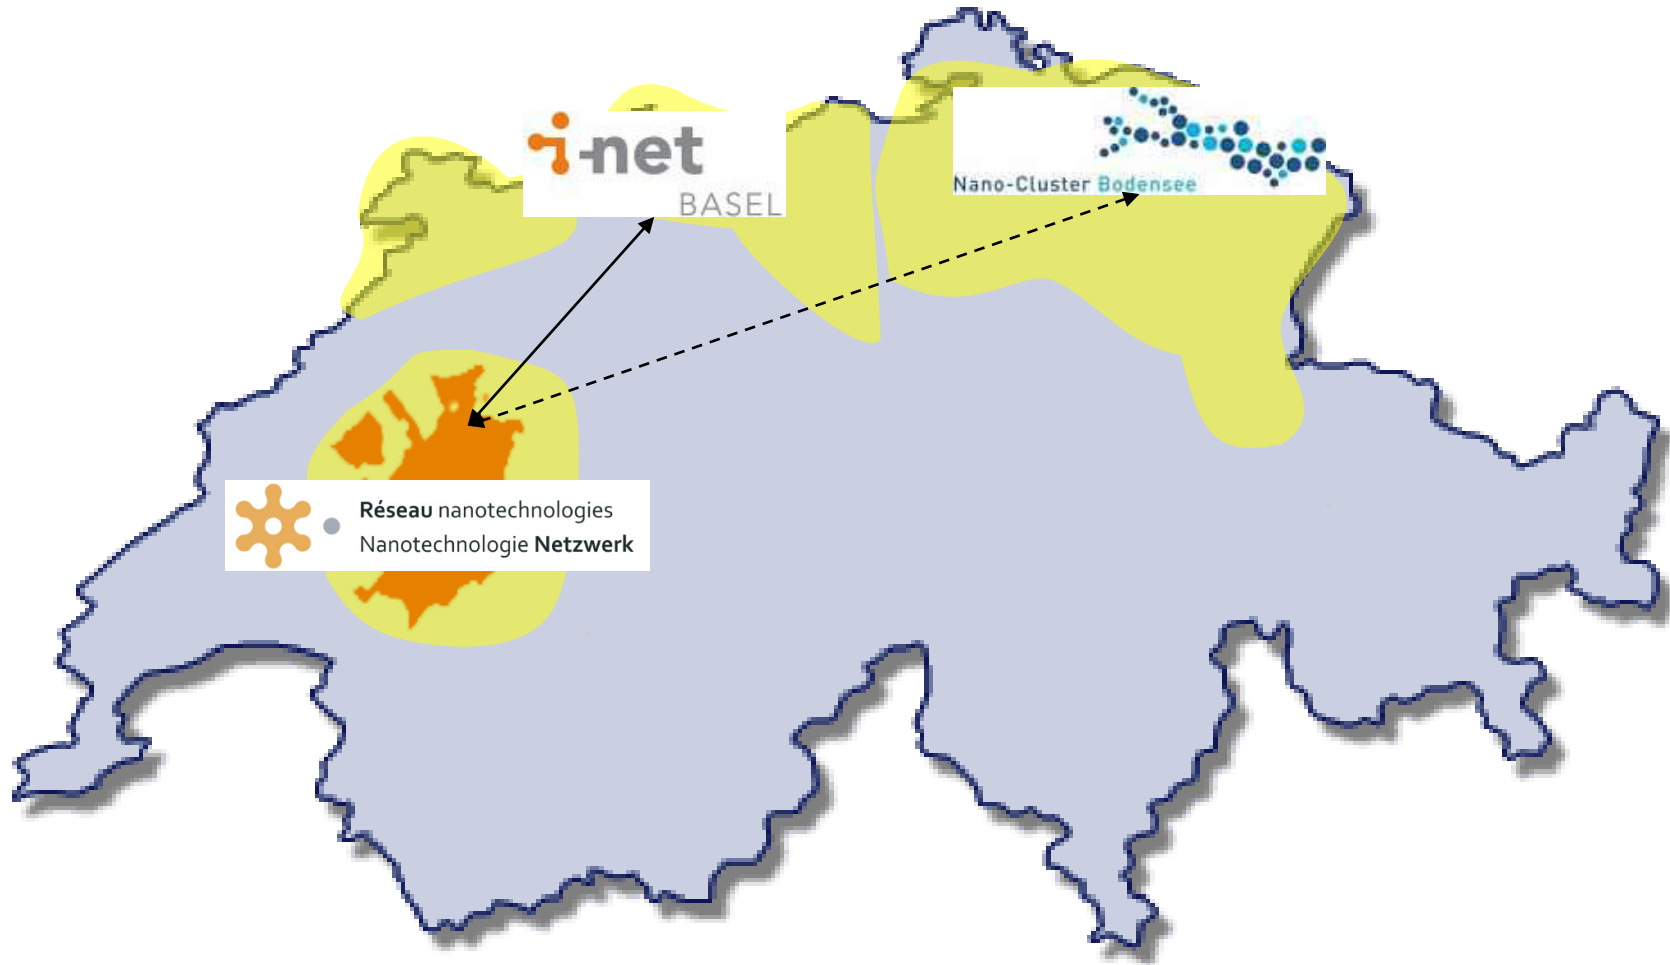 i-net
BASEL
Nano-Cluster Bodensee
Réseau nanotechnologies
Nanotechnologie Netzwerk